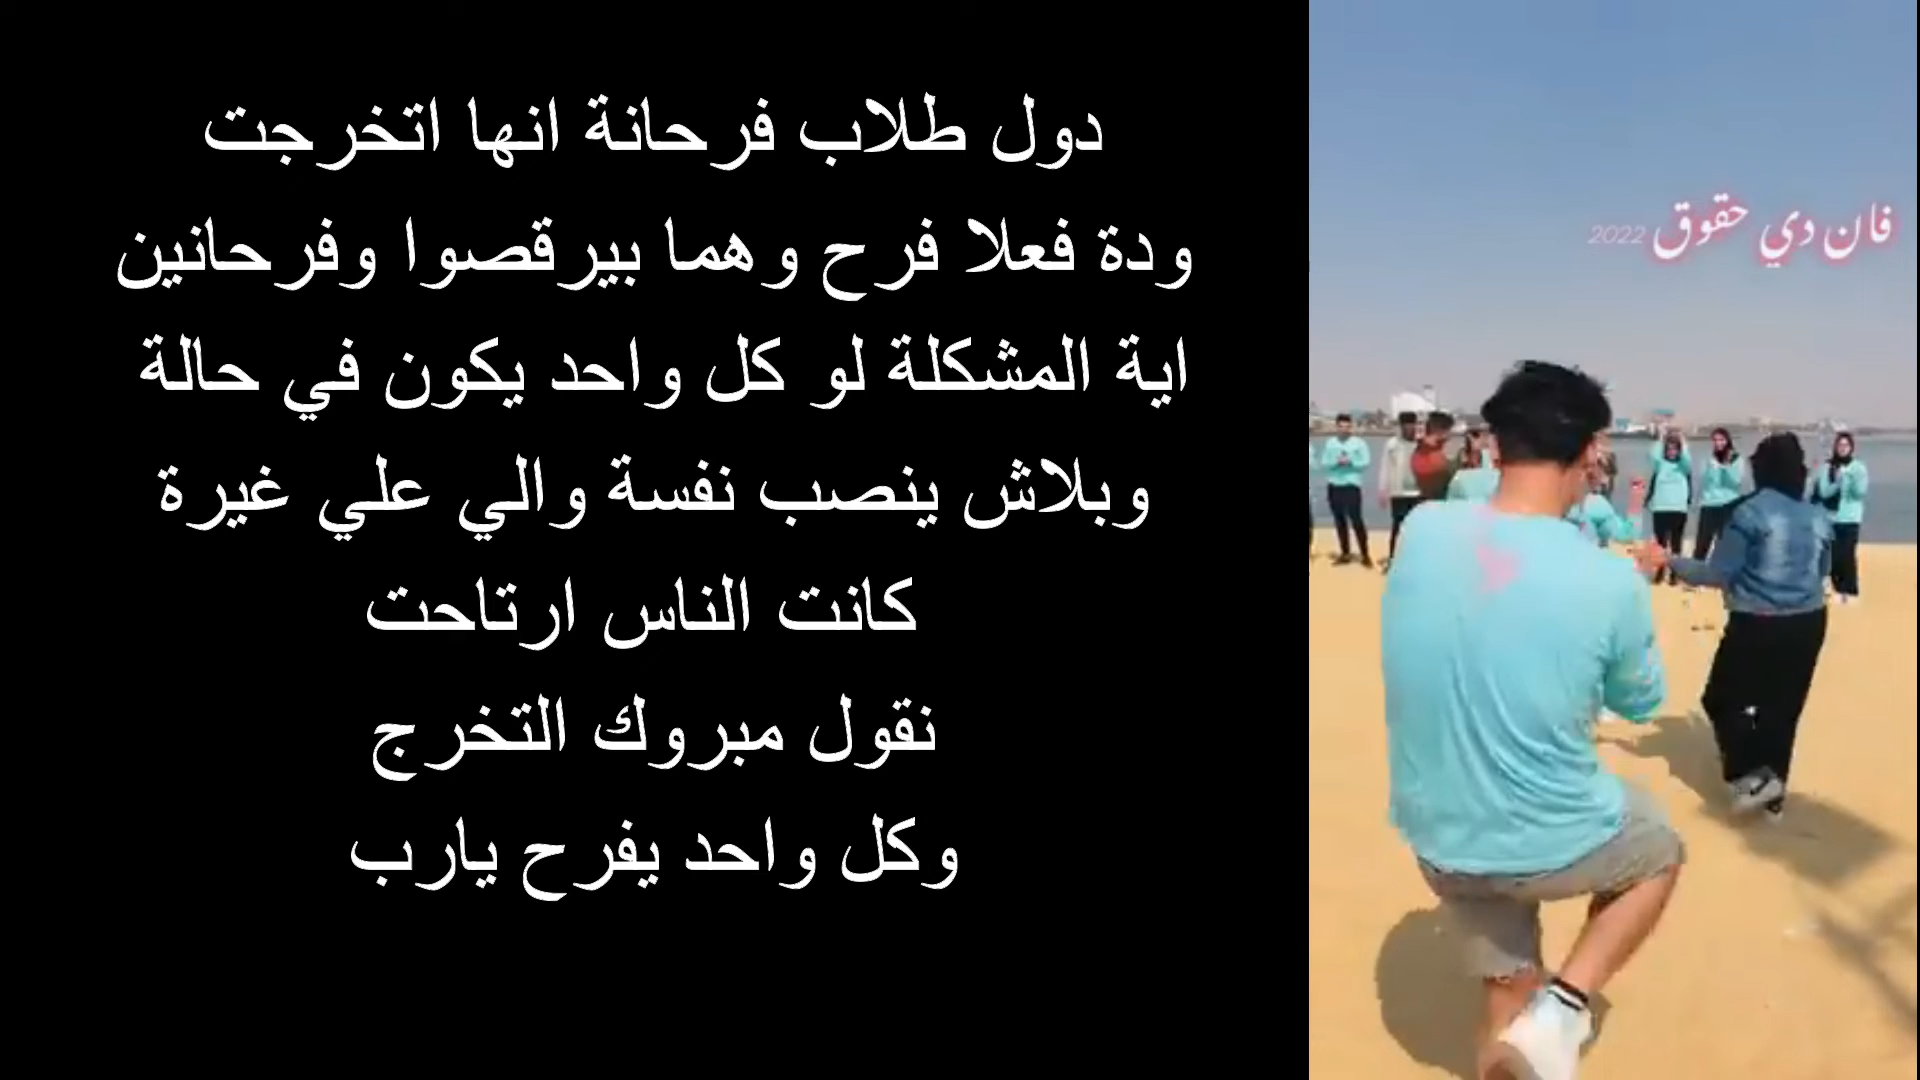 دول طلاب فرحانة انها اتخرجت
ودة فعلا فرح وهما بيرقصوا وفرحانين
اية المشكلة لو كل واحد يكون في حالة
وبلاش ينصب نفسة والي علي غيرة
كانت الناس ارتاحت
نقول مبروك التخرج
وكل واحد يفرح يارب
فان دي حقوق 2022